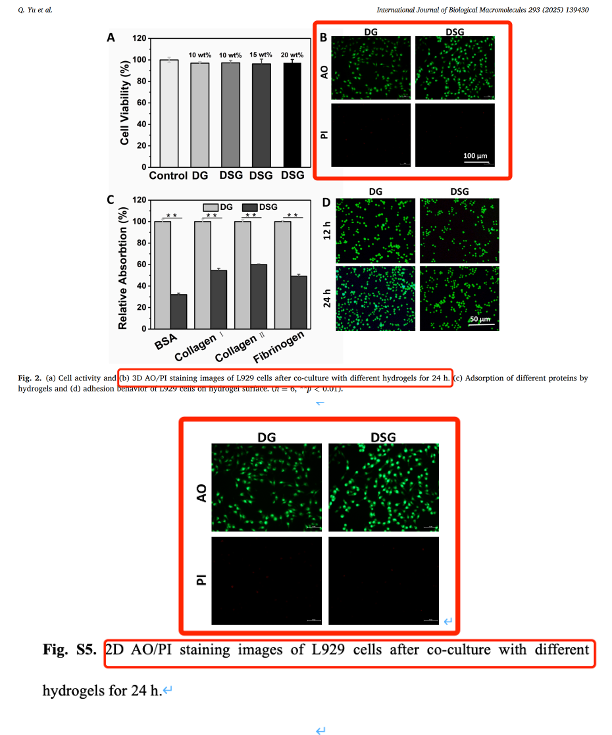 Q. Yu et al.
International Journal of Biological Macromolecules 293 (2025) 139430
A
Cell Viability (%)
120
100
80
60
40
20
0
10 wt% 10 wt% 15 wt% 20 wt%
Control DG DSG DSG DSG
B
DG DSG
AO
PI
100 μm
C
Relative Absorbtion (%)
120
100
80
60
40
20
0
DG DSG
** ** ** **
BSA Collagen I Collagen II Fibrinogen
D
DG DSG
12 h
24 h
50 μm
Fig. 2. (a) Cell activity and (b) 3D AO/PI staining images of L929 cells after co-culture with different hydrogels for 24 h. (c) Adsorption of different proteins by
hydrogels and (d) adhesion behavior of L929 cells on hydrogel surface. (n = 6, **p < 0.01).
DG DSG
AO
PI
Fig. S5. 2D AO/PI staining images of L929 cells after co-culture with different
hydrogels for 24 h.